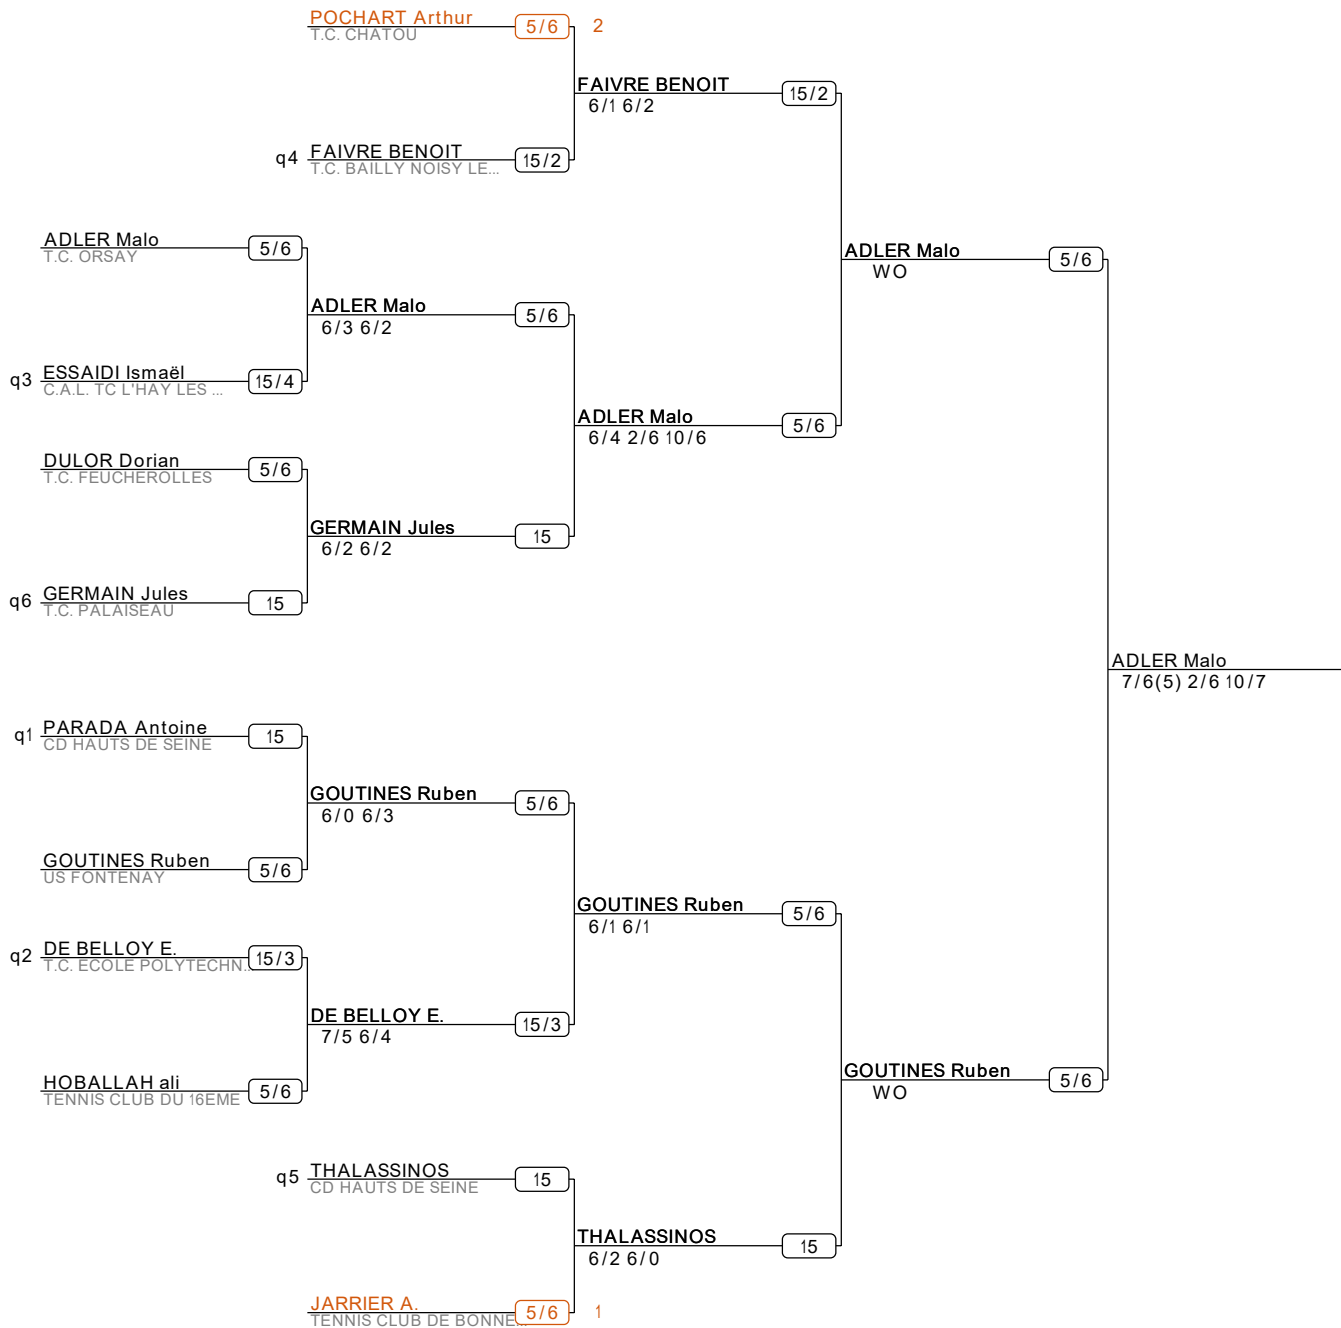 POCHART Arthur 5/6 2
T.C. CHATOU
FAIVRE BENOIT 15/2
6/1 6/2
q4 FAIVRE BENOIT 15/2
T.C. BAILLY NOISY LE...
ADLER Malo 5/6
T.C. ORSAY
ADLER Malo 5/6
WO
ADLER Malo 5/6
6/3 6/2
q3 ESSAIDI Ismaël 15/4
C.A.L. TC L'HAY LES ...
ADLER Malo 5/6
6/4 2/6 10/6
DULOR Dorian 5/6
T.C. FEUCHEROLLES
GERMAIN Jules 15
6/2 6/2
q6 GERMAIN Jules 15
T.C. PALAISEAU
ADLER Malo
7/6(5) 2/6 10/7
q1 PARADA Antoine 15
CD HAUTS DE SEINE
GOUTINES Ruben 5/6
6/0 6/3
GOUTINES Ruben 5/6
US FONTENAY
GOUTINES Ruben 5/6
6/1 6/1
q2 DE BELLOY E. 15/3
T.C. ECOLE POLYTECHN...
DE BELLOY E. 15/3
7/5 6/4
HOBALLAH ali 5/6
TENNIS CLUB DU 16EME
GOUTINES Ruben 5/6
WO
q5 THALASSINOS 15
CD HAUTS DE SEINE
THALASSINOS 15
6/2 6/0
JARRIER A. 5/6 1
TENNIS CLUB DE BONNE...